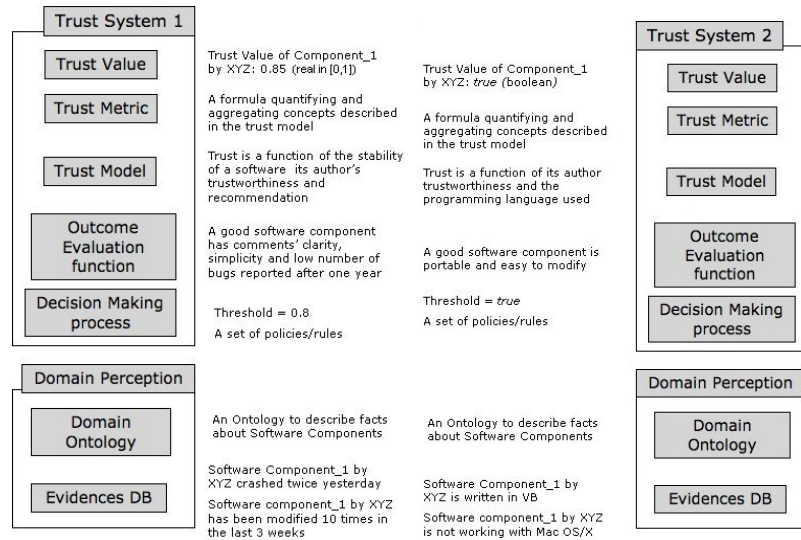 Trust System 1
Trust Value
Trust Metric
Trust Model
Outcome
Evaluation
function
Decision Making
process
Trust Value of Component_1
by XYZ: 0.85 (real in [0,1])
A formula quantifying and
aggregating concepts described
in the trust model
Trust is a function of the stability
of a software its author's
trustworthiness and
recommendation
A good software component
has comments' clarity,
simplicity and low number of
bugs reported after one year
Threshold = 0.8
A set of policies/rules
Trust Value of Component_1
by XYZ: true (boolean)
A formula quantifying and
aggregating concepts described
in the trust model
Trust is a function of its author
trustworthiness and the
programming language used
A good software component is
portable and easy to modify
Threshold = true
A set of policies/rules
Trust System 2
Trust Value
Trust Metric
Trust Model
Outcome
Evaluation
function
Decision Making
process
Domain Perception
Domain
Ontology
Evidences DB
An Ontology to describe facts
about Software Components
Software Component_1 by
XYZ crashed twice yesterday
Software component_1 by XYZ
has been modified 10 times in
the last 3 weeks
An Ontology to describe facts
about Software Components
Software Component_1 by
XYZ is written in VB
Software component_1 by XYZ
is not working with Mac OS/X
Domain Perception
Domain
Ontology
Evidences DB